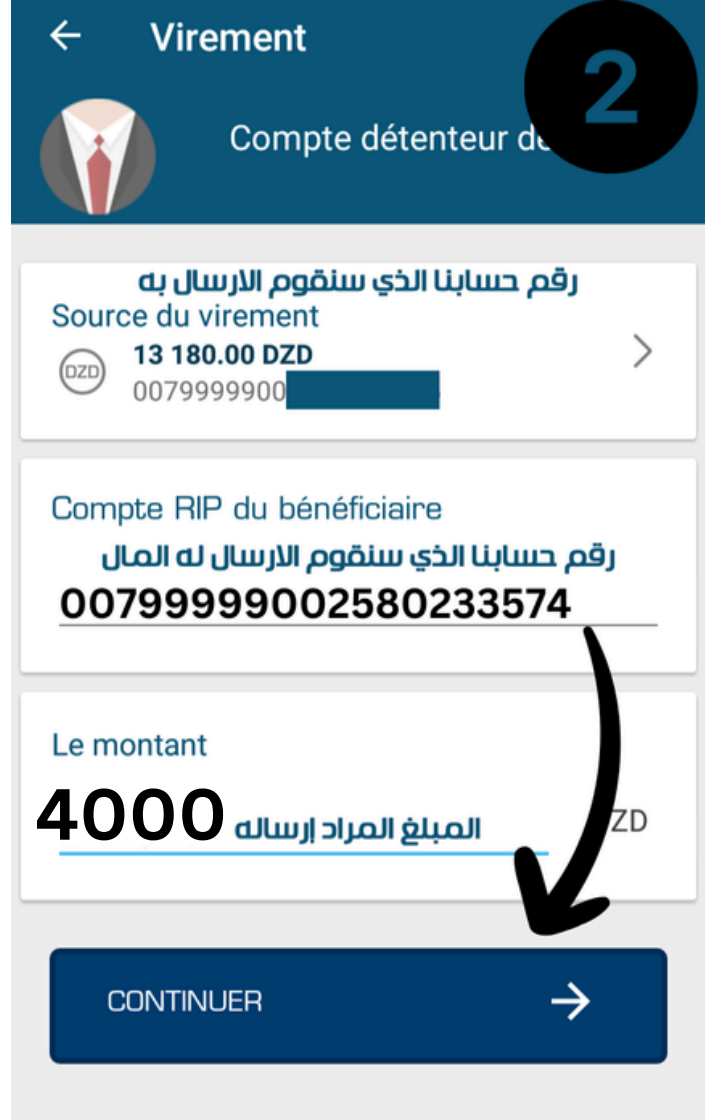 Virement
2
Compte détenteur de
رقم حسابنا الذي سنقوم الارسال به
Source du virement
13 180.00 DZD
DZD
0079999900
Compte RIP du bénéficiaire
رقم حسابنا الذي سنقوم الارسال له المال
00799999002580233574
Le montant
4000 المبلغ المراد إرساله ZD
CONTINUER